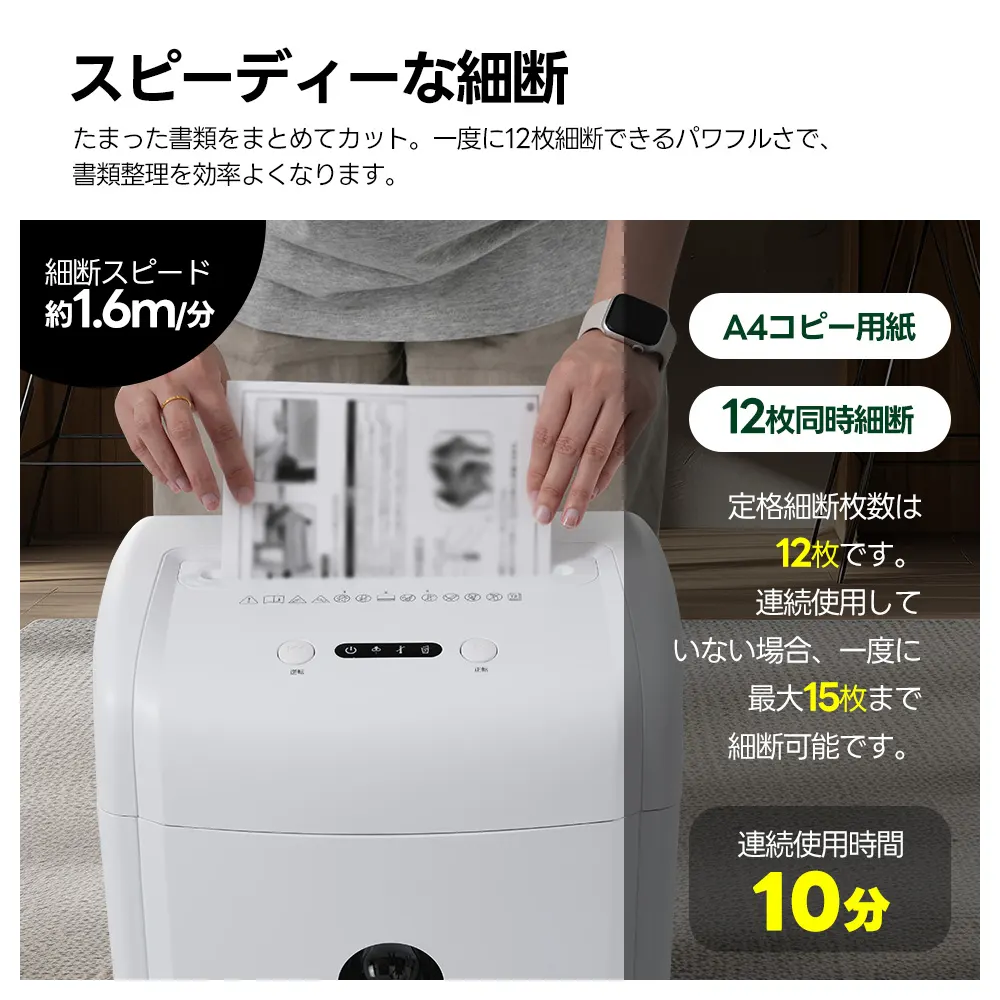 スピーディーな細断
たまった書類をまとめてカット。一度に12枚細断できるパワフルさで、
書類整理を効率よくなります。
細断スピード
約1.6m/分
A4コピー用紙
12枚同時細断
定格細断枚数は
12枚です。
連続使用して
いない場合、一度に
最大15枚まで
細断可能です。
連続使用時間
10分
逆転
正転